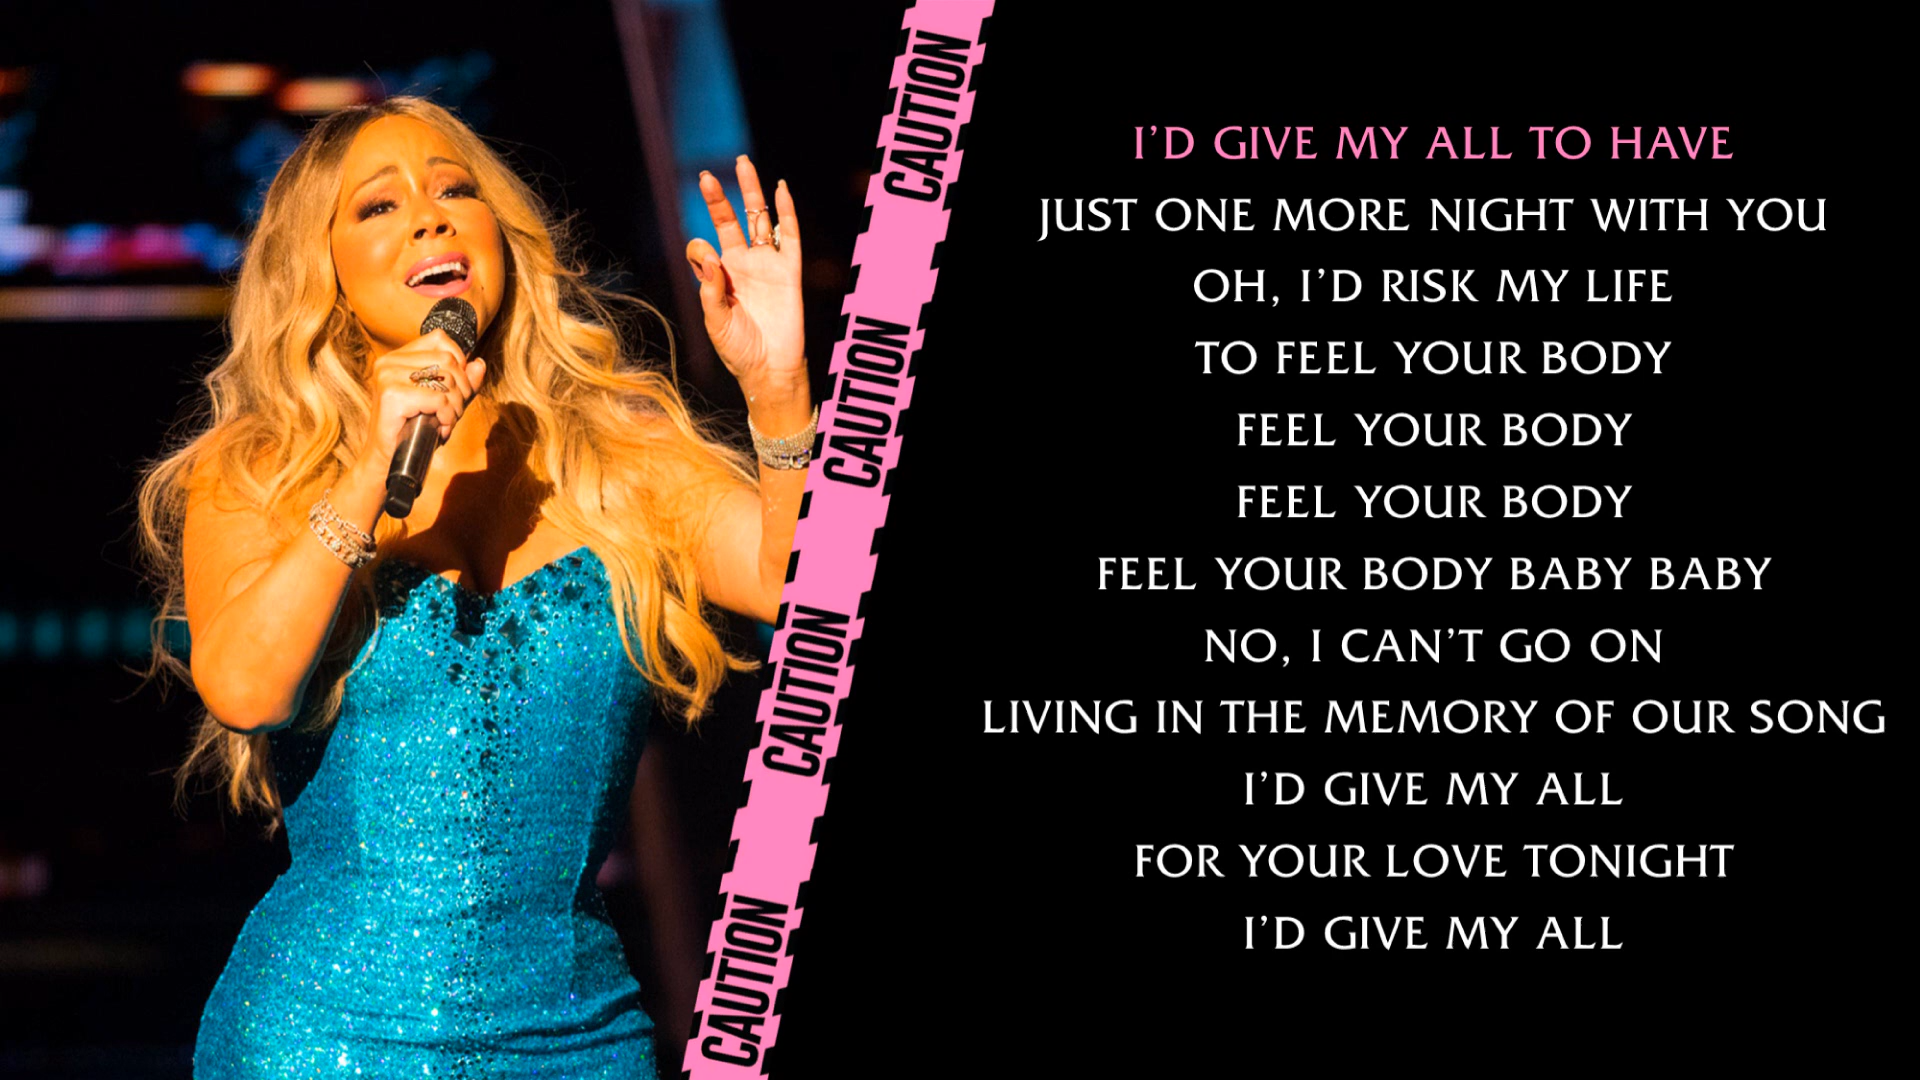 CAUTION
CAUTION
CAUTION
CAUTION
I’D GIVE MY ALL TO HAVE
JUST ONE MORE NIGHT WITH YOU
OH, I’D RISK MY LIFE
TO FEEL YOUR BODY
FEEL YOUR BODY
FEEL YOUR BODY
FEEL YOUR BODY BABY BABY
NO, I CAN’T GO ON
LIVING IN THE MEMORY OF OUR SONG
I’D GIVE MY ALL
FOR YOUR LOVE TONIGHT
I’D GIVE MY ALL